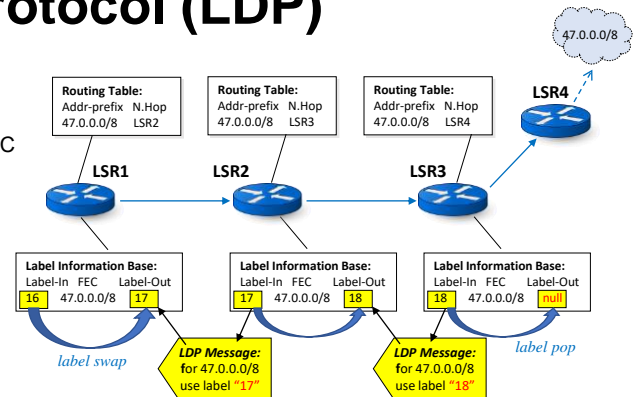 rotocol (LDP)
47.0.0.0/8
Routing Table:
Addr-prefix N.Hop
47.0.0.0/8 LSR2
Routing Table:
Addr-prefix N.Hop
47.0.0.0/8 LSR3
Routing Table:
Addr-prefix N.Hop
47.0.0.0/8 LSR4
LSR4
C
LSR1
LSR2
LSR3
Label Information Base:
Label-In FEC Label-Out
16 47.0.0.0/8 17
Label Information Base:
Label-In FEC Label-Out
17 47.0.0.0/8 18
Label Information Base:
Label-In FEC Label-Out
18 47.0.0.0/8 null
label swap
LDP Message:
for 47.0.0.0/8
use label "17"
LDP Message:
for 47.0.0.0/8
use label "18"
label pop